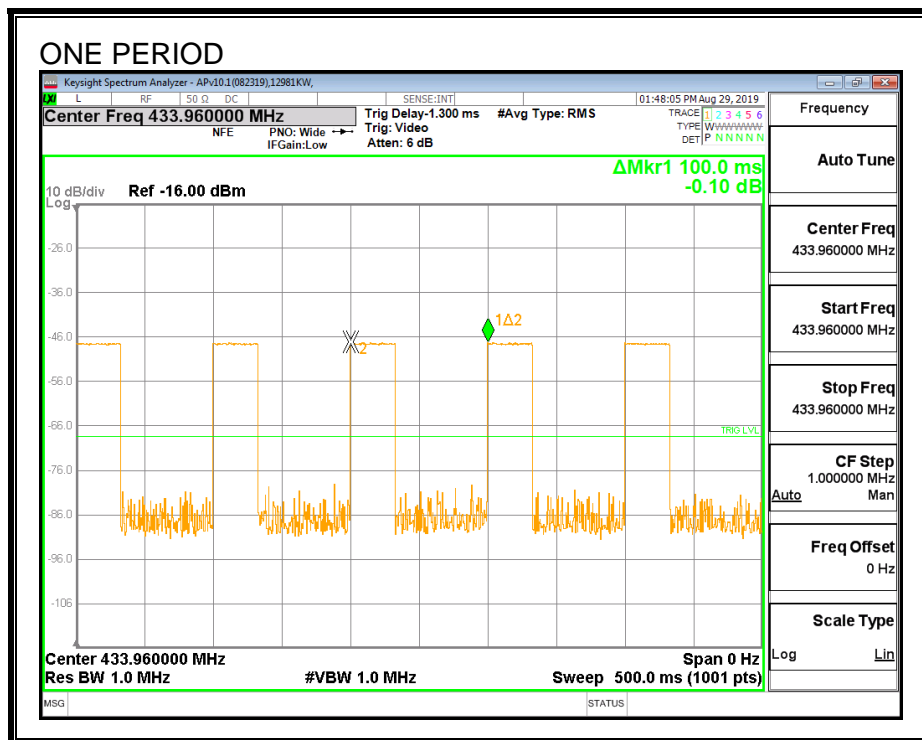 ONE PERIOD
Keysight Spectrum Analyzer - APv10.1(082319),12981KW,
LXI L RF 50 Ω DC SENSE:INT 01:48:05 PM Aug 29, 2019
Center Freq 433.960000 MHz Trig Delay-1.300 ms #Avg Type: RMS TRACE 1 2 3 4 5 6
NFE PNO: Wide Trig: Video TYPE WWWWWW
IFGain:Low Atten: 6 dB DET P N N N N N
ΔMkr1 100.0 ms
-0.10 dB
10 dB/div Ref -16.00 dBm
Log
-26.0
-36.0
1Δ2
-46.0
2
-56.0
-66.0
TRIG LVL
-76.0
-86.0
-96.0
-106
Center 433.960000 MHz Span 0 Hz
Res BW 1.0 MHz #VBW 1.0 MHz Sweep 500.0 ms (1001 pts)
MSG STATUS
Frequency
Auto Tune
Center Freq
433.960000 MHz
Start Freq
433.960000 MHz
Stop Freq
433.960000 MHz
CF Step
1.000000 MHz
Auto Man
Freq Offset
0 Hz
Scale Type
Log Lin